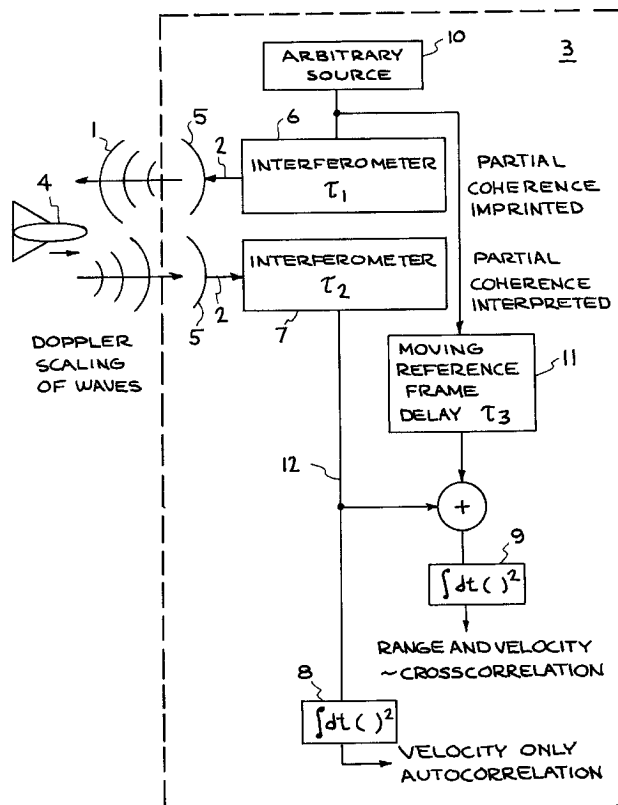 10
3
ARBITRARY
SOURCE
6
5
1
2
INTERFEROMETER
τ1
PARTIAL
COHERENCE
IMPRINTED
4
INTERFEROMETER
τ2
PARTIAL
COHERENCE
INTERPRETED
2
5
7
DOPPLER
SCALING
OF WAVES
MOVING
REFERENCE
FRAME
DELAY τ3
11
12
+
9
∫dt( )²
RANGE AND VELOCITY
~CROSSCORRELATION
8
∫dt( )²
VELOCITY ONLY
AUTOCORRELATION